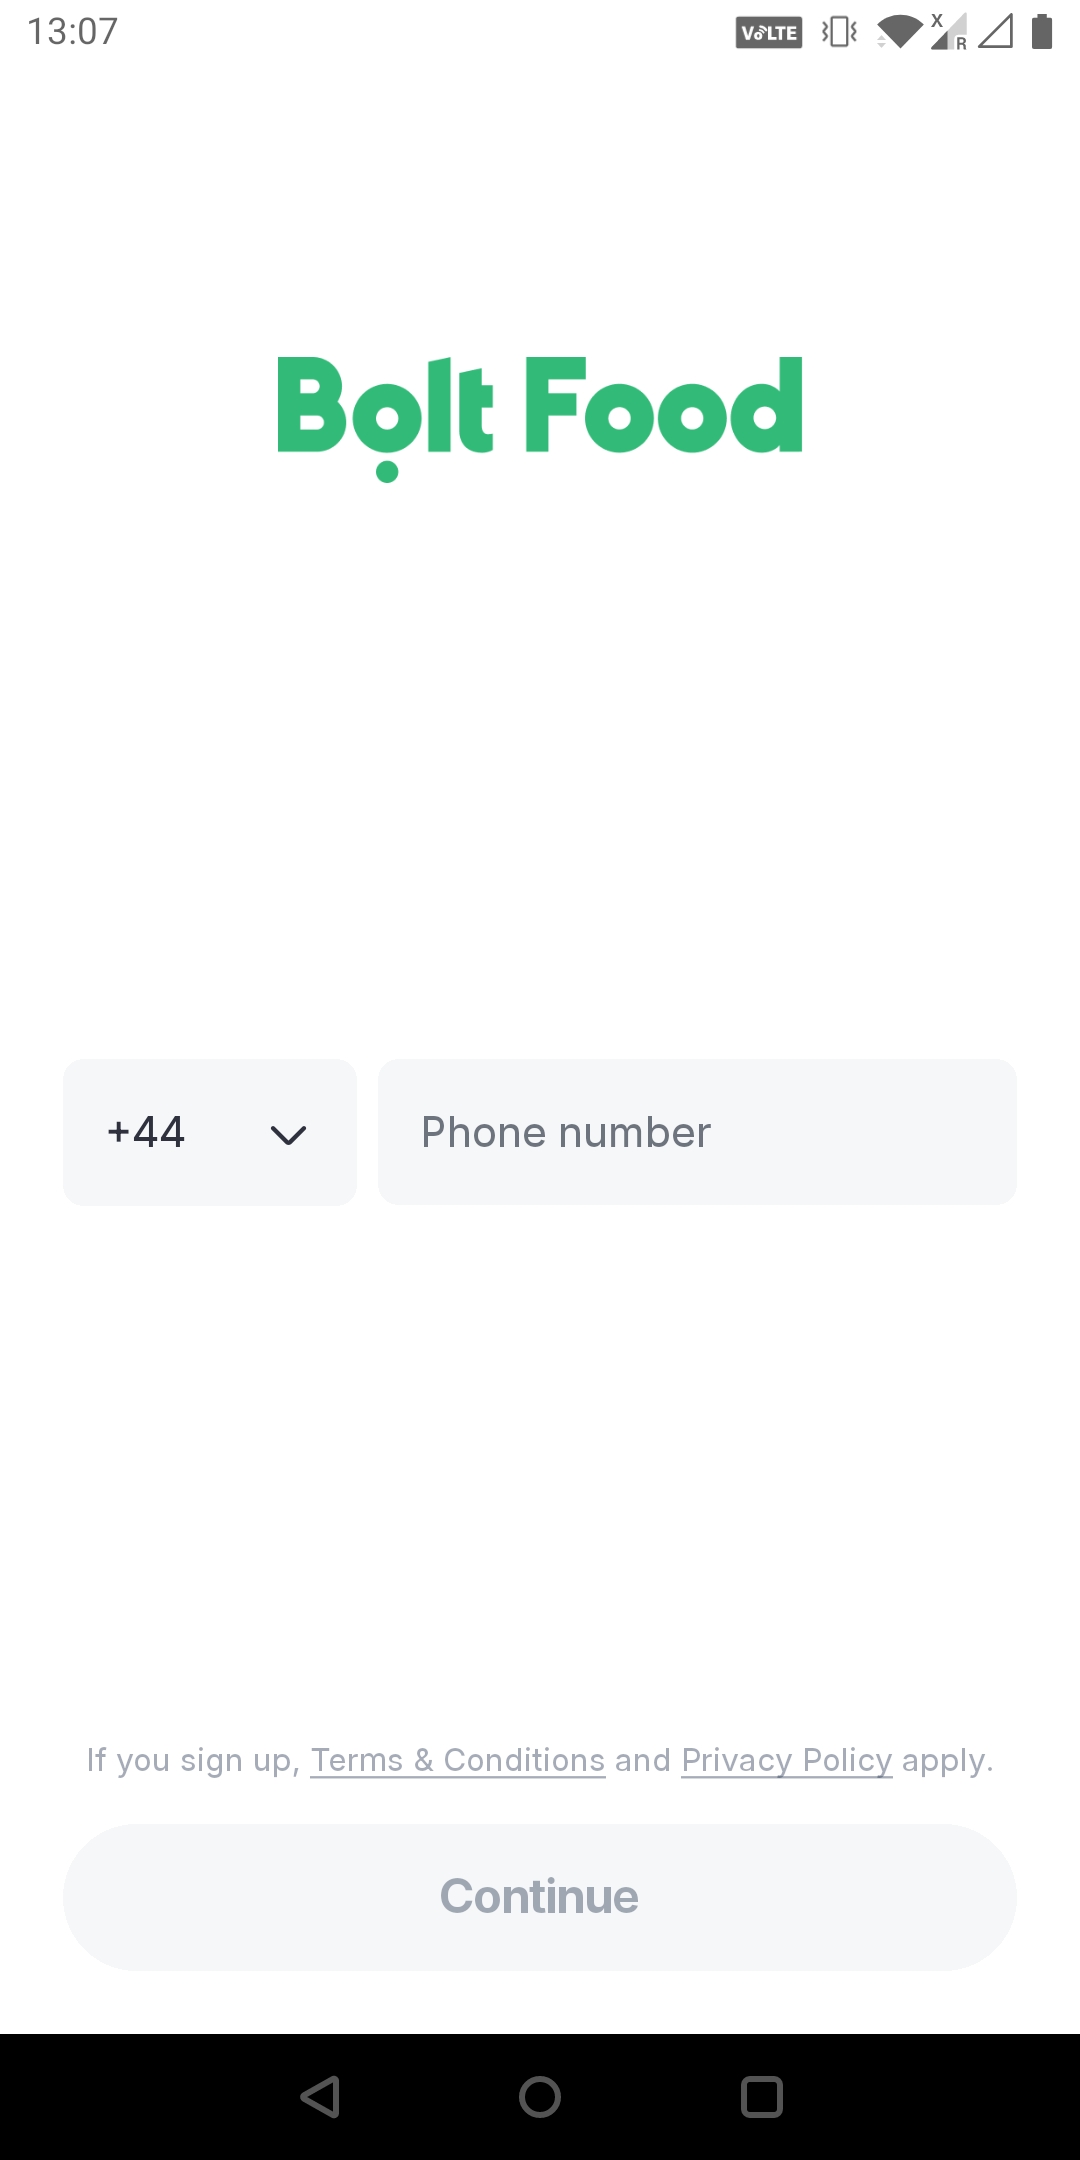 13:07 VoLTE X R
Bolt Food
+44 Phone number
If you sign up, Terms & Conditions and Privacy Policy apply.
Continue